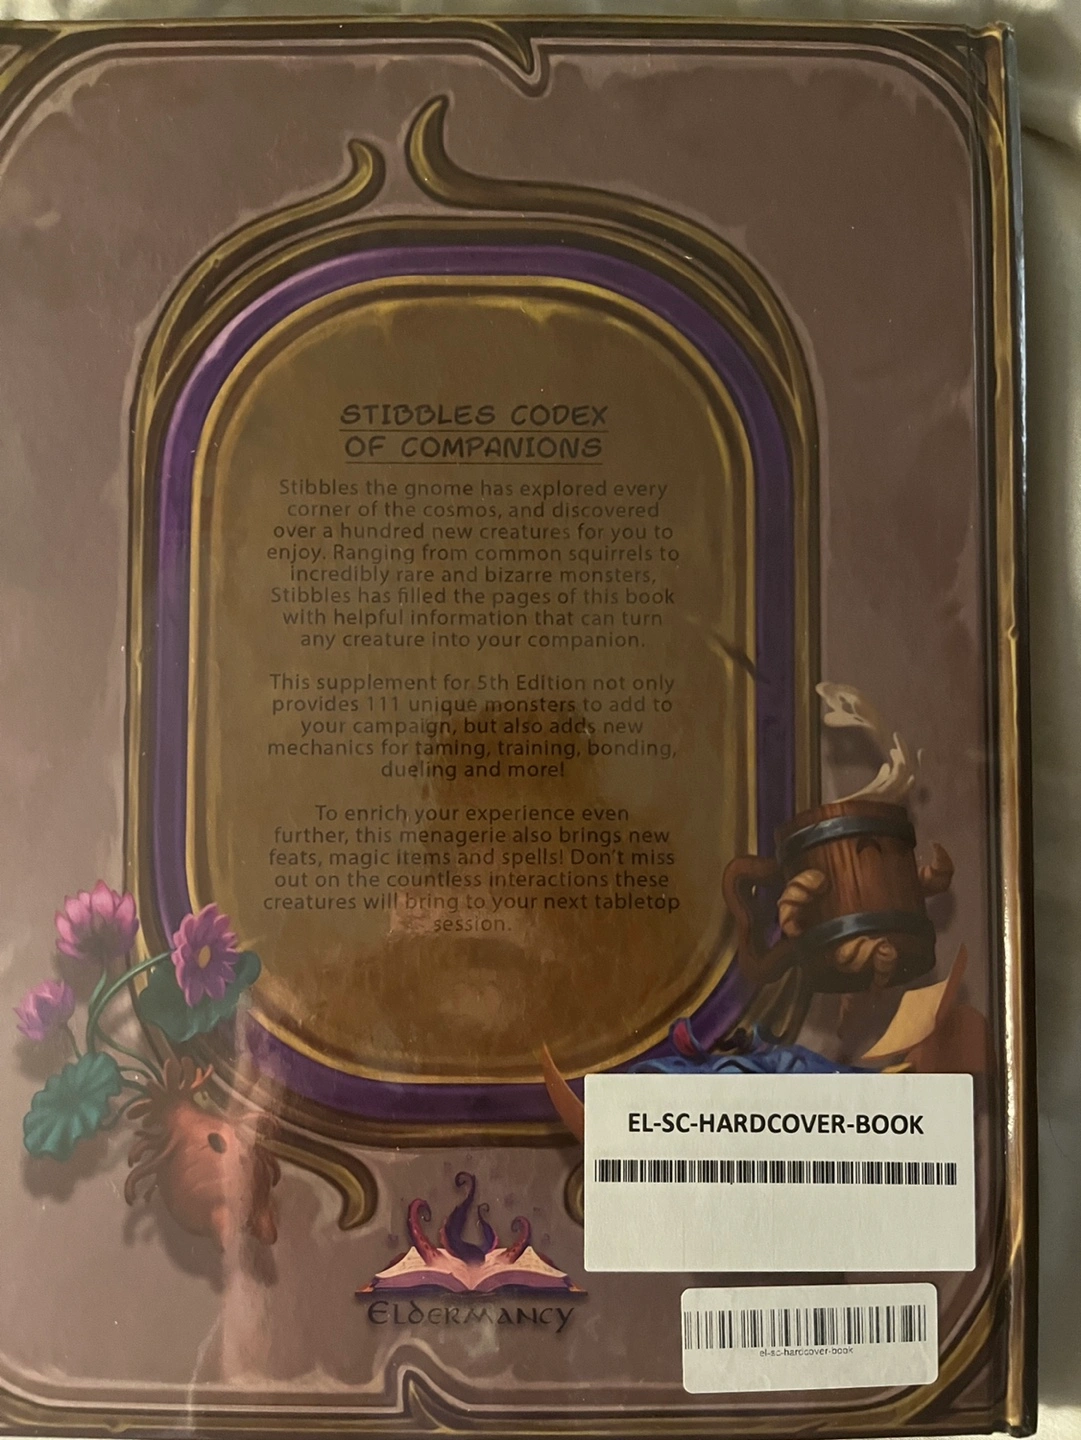 STIBBLES CODEX
OF COMPANIONS
Stibbles the gnome has explored every
corner of the cosmos, and discovered
over a hundred new creatures for you to
enjoy. Ranging from common squirrels to
incredibly rare and bizarre monsters,
Stibbles has filled the pages of this book
with helpful information that can turn
any creature into your companion.
This supplement for 5th Edition not only
provides 111 unique monsters to add to
your campaign, but also adds new
mechanics for taming, training, bonding,
dueling and more!
To enrich your experience even
further, this menagerie also brings new
feats, magic items and spells! Don't miss
out on the countless interactions these
creatures will bring to your next tabletop
session.
EL-SC-HARDCOVER-BOOK
ELDERMANCY
el-sc-hardcover-book